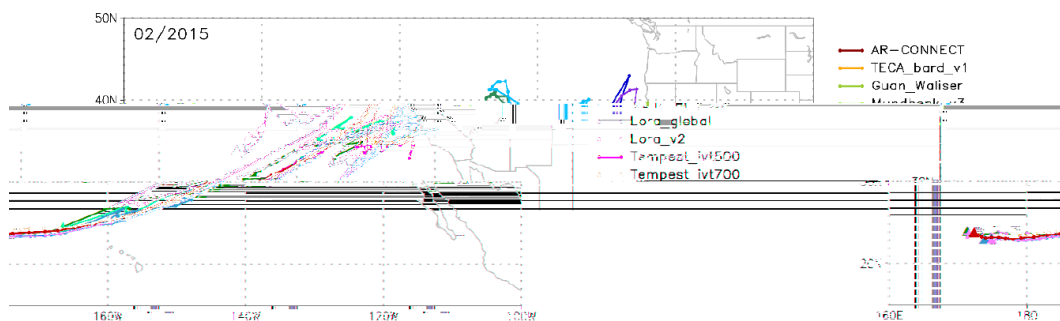 50N
02/2015
AR-CONNECT
TECA_bard_v1
Guan_Waliser
40N
Mundhenk_v3
Lora_global
Lora_v2
Tempest_ivt500
Tempest_ivt700
20N
160W
140W
120W
100W
160E
180